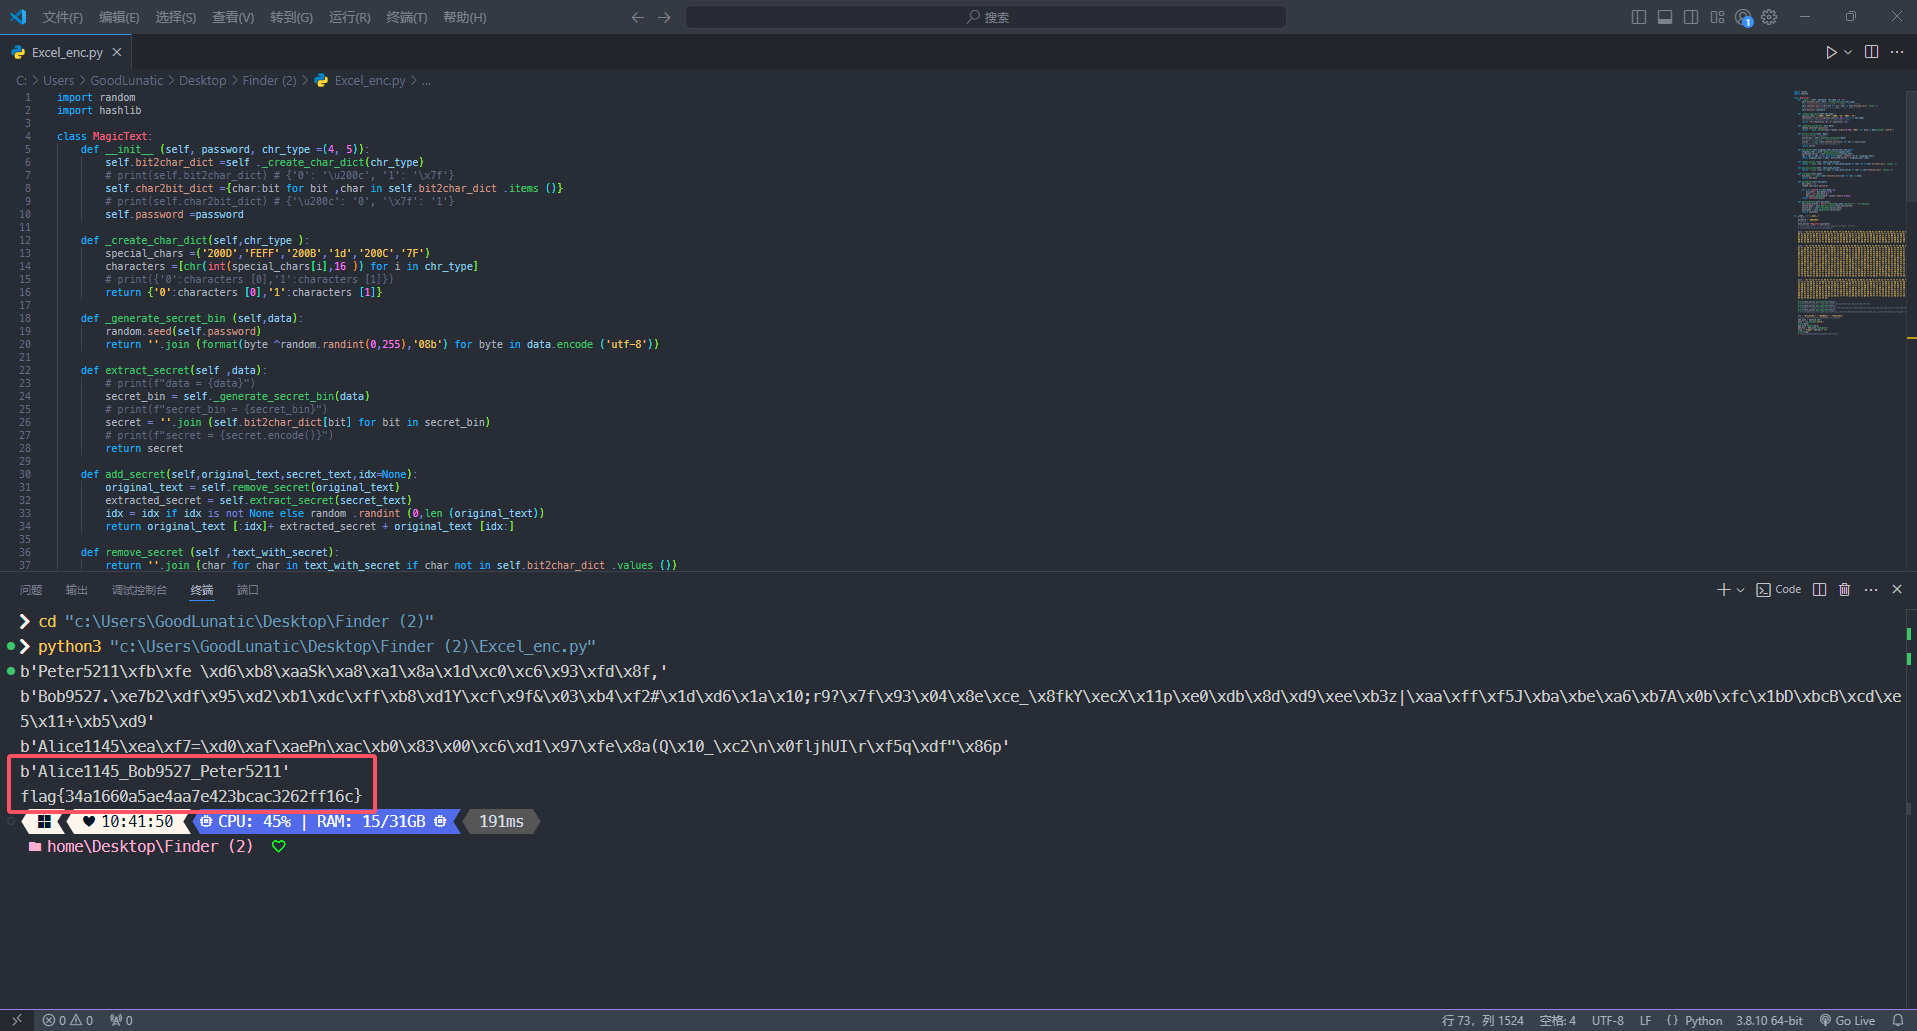 文件(F) 编辑(E) 选择(S) 查看(V) 转到(G) 运行(R) 终端(T) 帮助(H) 搜索 1
Excel_enc.py
C: > Users > GoodLunatic > Desktop > Finder (2) > Excel_enc.py > ...
1 import random
2 import hashlib
3
4 class MagicText:
5 def __init__ (self, password, chr_type =(4, 5)):
6 self.bit2char_dict =self ._create_char_dict(chr_type)
7 # print(self.bit2char_dict) # {'0': '\u200c', '1': '\x7f'}
8 self.char2bit_dict ={char:bit for bit ,char in self.bit2char_dict .items ()}
9 # print(self.char2bit_dict) # {'\u200c': '0', '\x7f': '1'}
10 self.password =password
11
12 def _create_char_dict(self,chr_type ):
13 special_chars =('200D','FEFF','200B','1d','200C','7F')
14 characters =[chr(int(special_chars[i],16 )) for i in chr_type]
15 # print({'0':characters [0],'1':characters [1]})
16 return {'0':characters [0],'1':characters [1]}
17
18 def _generate_secret_bin (self,data):
19 random.seed(self.password)
20 return ''.join (format(byte ^random.randint(0,255),'08b') for byte in data.encode ('utf-8'))
21
22 def extract_secret(self ,data):
23 # print(f"data = {data}")
24 secret_bin = self._generate_secret_bin(data)
25 # print(f"secret_bin = {secret_bin}")
26 secret = ''.join (self.bit2char_dict[bit] for bit in secret_bin)
27 # print(f"secret = {secret.encode()}")
28 return secret
29
30 def add_secret(self,original_text,secret_text,idx=None):
31 original_text = self.remove_secret(original_text)
32 extracted_secret = self.extract_secret(secret_text)
33 idx = idx if idx is not None else random .randint (0,len (original_text))
34 return original_text [:idx]+ extracted_secret + original_text [idx:]
35
36 def remove_secret (self ,text_with_secret):
37 return ''.join (char for char in text_with_secret if char not in self.bit2char_dict .values ())
问题 输出 调试控制台 终端 端口 Code
cd "c:\Users\GoodLunatic\Desktop\Finder (2)"
python3 "c:\Users\GoodLunatic\Desktop\Finder (2)\Excel_enc.py"
b'Peter5211\xfb\xfe \xd6\xb8\xaaSk\xa8\xa1\x8a\x1d\xc0\xc6\x93\xfd\x8f,'
b'Bob9527.\xe7b2\xdf\x95\xd2\xb1\xdc\xff\xb8\xd1Y\xcf\x9f&\x03\xb4\xf2#\x1d\xd6\x1a\x10;r9?\x7f\x93\x04\x8e\xce_\x8fkY\xecX\x11p\xe0\xdb\x8d\xd9\xee\xb3z|\xaa\xff\xf5J\xba\xbe\xa6\xb7A\x0b\xfc\x1bD\xbcB\xcd\xe
5\x11+\xb5\xd9'
b'Alice1145\xea\xf7=\xd0\xaf\xaePn\xac\xb0\x83\x00\xc6\xd1\x97\xfe\x8a(Q\x10_\xc2\n\x0fljhUI\r\xf5q\xdf"\x86p'
b'Alice1145_Bob9527_Peter5211'
flag{34a1660a5ae4aa7e423bcac3262ff16c}
10:41:50 CPU: 45% | RAM: 15/31GB 191ms
home\Desktop\Finder (2)
0 0 0 行 73，列 1524 空格: 4 UTF-8 LF {} Python 3.8.10 64-bit Go Live